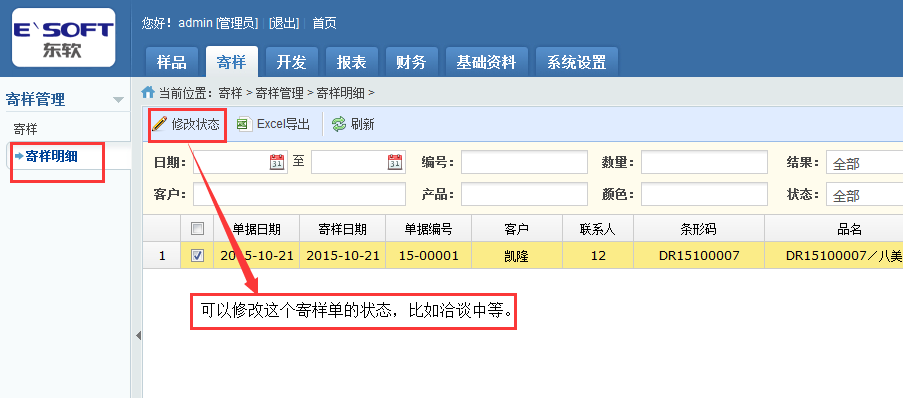 E`SOFT
东软
您好！admin [管理员] [退出] 首页
样品 寄样 开发 报表 财务 基础资料 系统设置
寄样管理
当前位置：寄样 > 寄样管理 > 寄样明细 >
寄样
修改状态 Excel导出 刷新
寄样明细
日期： 31 至 31 编号： 数量： 结果： 全部
客户： 产品： 颜色： 状态： 全部
单据日期 寄样日期 单据编号 客户 联系人 条形码 品名
1 2015-10-21 2015-10-21 15-00001 凯隆 12 DR15100007 DR15100007／八美
可以修改这个寄样单的状态，比如洽谈中等。